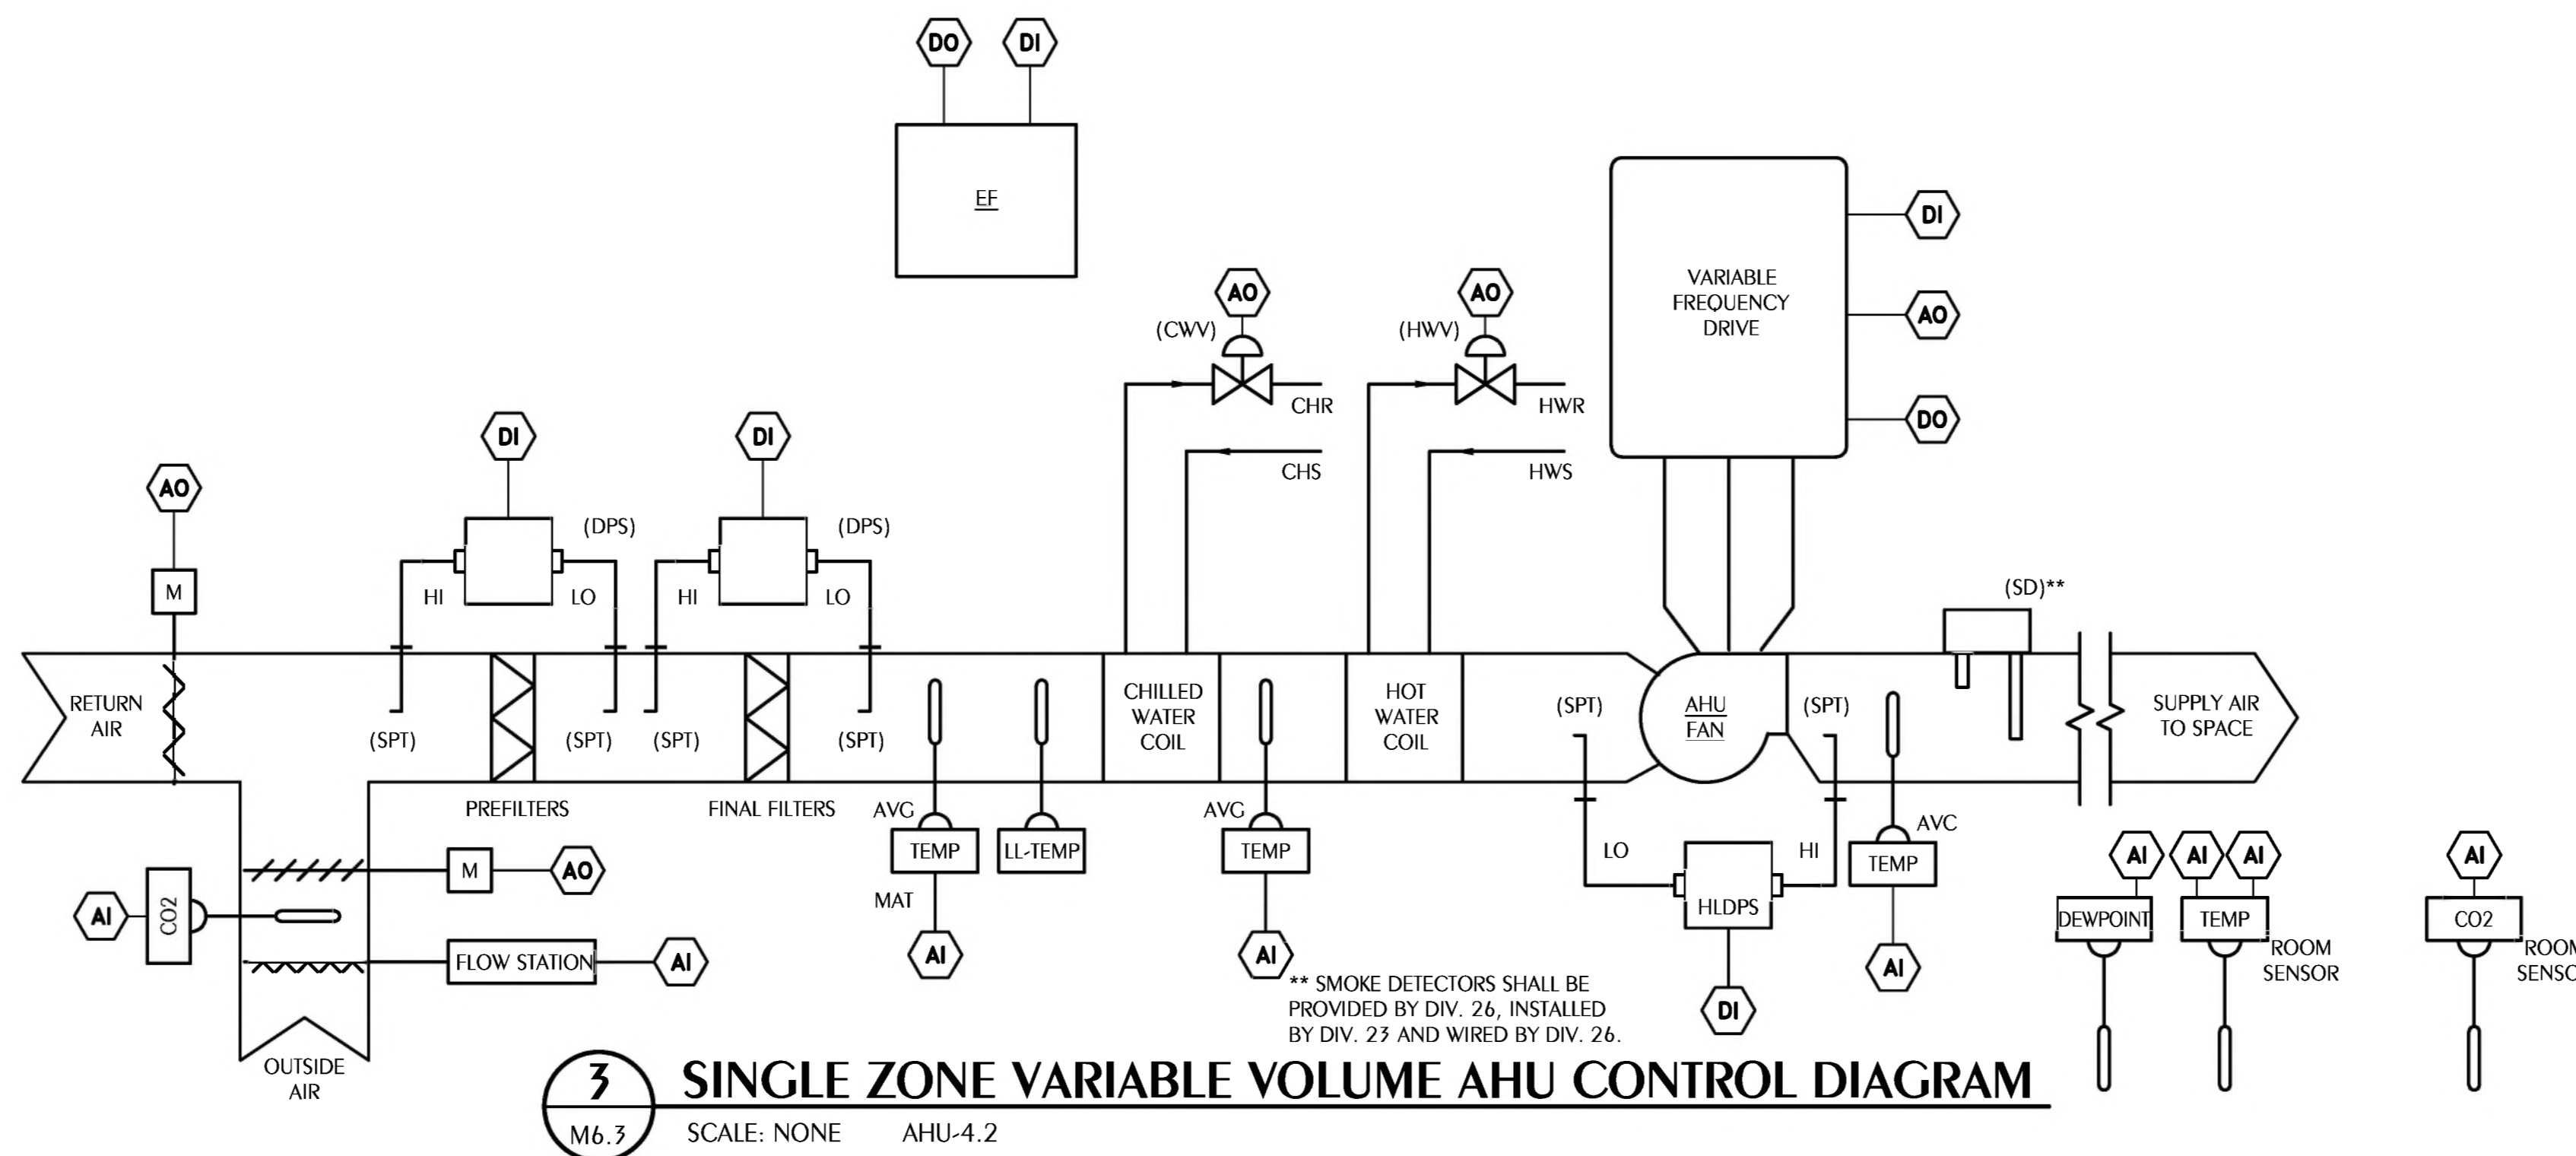 DO DI
EF
DI
VARIABLE
FREQUENCY
DRIVE
AO
DO
AO AO
(CWV) (HWV)
CHR HWR
CHS HWS
DI DI
AO
(DPS) (DPS)
M
HI LO HI LO
(SD)**
RETURN
AIR
(SPT) (SPT) (SPT) (SPT)
CHILLED
WATER
COIL
HOT
WATER
COIL
(SPT)
AHU
FAN
(SPT)
SUPPLY AIR
TO SPACE
PREFILTERS FINAL FILTERS
AVG AVG AVC
TEMP LL-TEMP TEMP TEMP
MAT
AI AI AI
LO HI
HLDPS
DI
M AO
AI CO2
FLOW STATION AI
OUTSIDE
AIR
AI AI AI AI
DEWPOINT TEMP CO2
ROOM
SENSOR
** SMOKE DETECTORS SHALL BE
PROVIDED BY DIV. 26, INSTALLED
BY DIV. 23 AND WIRED BY DIV. 26.
3
M6.3
SINGLE ZONE VARIABLE VOLUME AHU CONTROL DIAGRAM
SCALE: NONE AHU-4.2